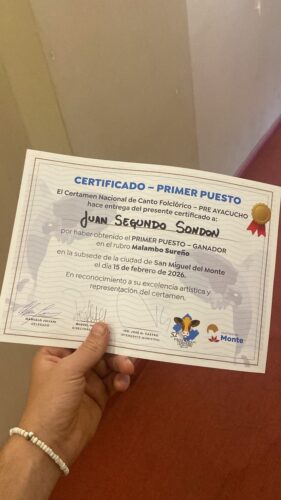 CERTIFICADO – PRIMER PUESTO
El Certamen Nacional de Canto Folclórico – PRE AYACUCHO
hace entrega del presente certificado a:
JUAN SEGUNDO SONDON
por haber obtenido el PRIMER PUESTO – GANADOR
en el rubro Malambo Sureño
en la subsede de la ciudad de San Miguel del Monte
el día 15 de febrero de 2026.
En reconocimiento a su excelencia artística y
representación del certamen.
DELEGADO
Monte